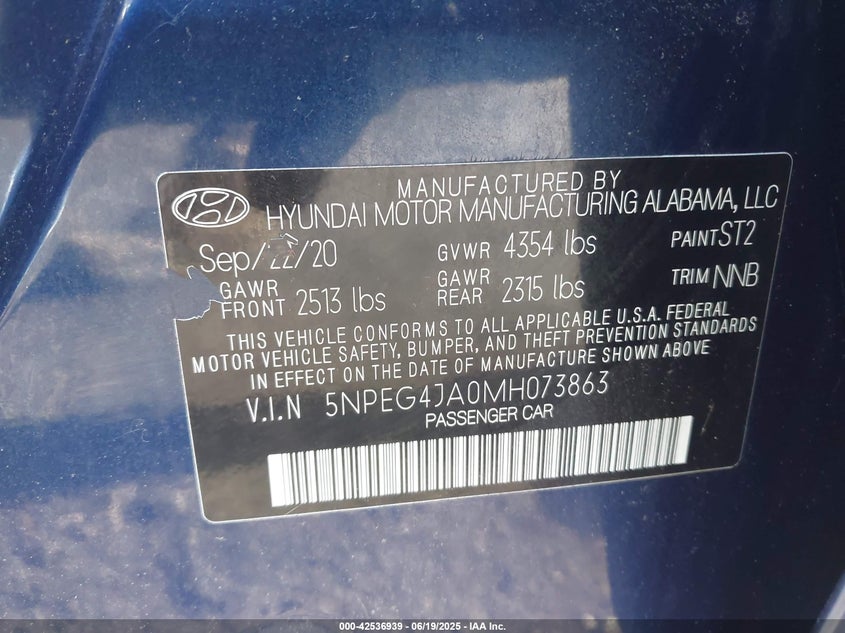 MANUFACTURED BY
HYUNDAI MOTOR MANUFACTURING ALABAMA, LLC
Sep/22/20 GVWR 4354 lbs PAINT ST2
GAWR FRONT 2513 lbs GAWR REAR 2315 lbs TRIM NNB
THIS VEHICLE CONFORMS TO ALL APPLICABLE U.S.A. FEDERAL
MOTOR VEHICLE SAFETY, BUMPER, AND THEFT PREVENTION STANDARDS
IN EFFECT ON THE DATE OF MANUFACTURE SHOWN ABOVE
V.I.N 5NPEG4JA0MH073863
PASSENGER CAR
000-42536939 - 06/19/2025 - IAA Inc.